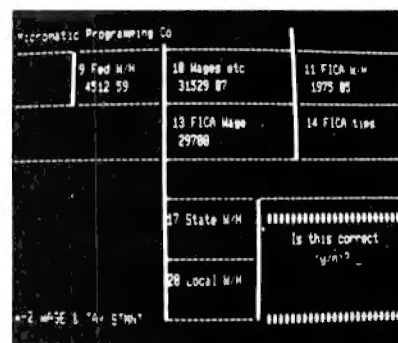 Micromatic Programming Co
9 Fed W/H 10 Wages etc 11 FICA W/H
4512 59 31529 07 1975 05
13 FICA Wage 14 FICA tips
29700
17 State W/H
Is this correct
(y/n)? _
20 Local W/H
W-2 WAGE & TAX STMNT